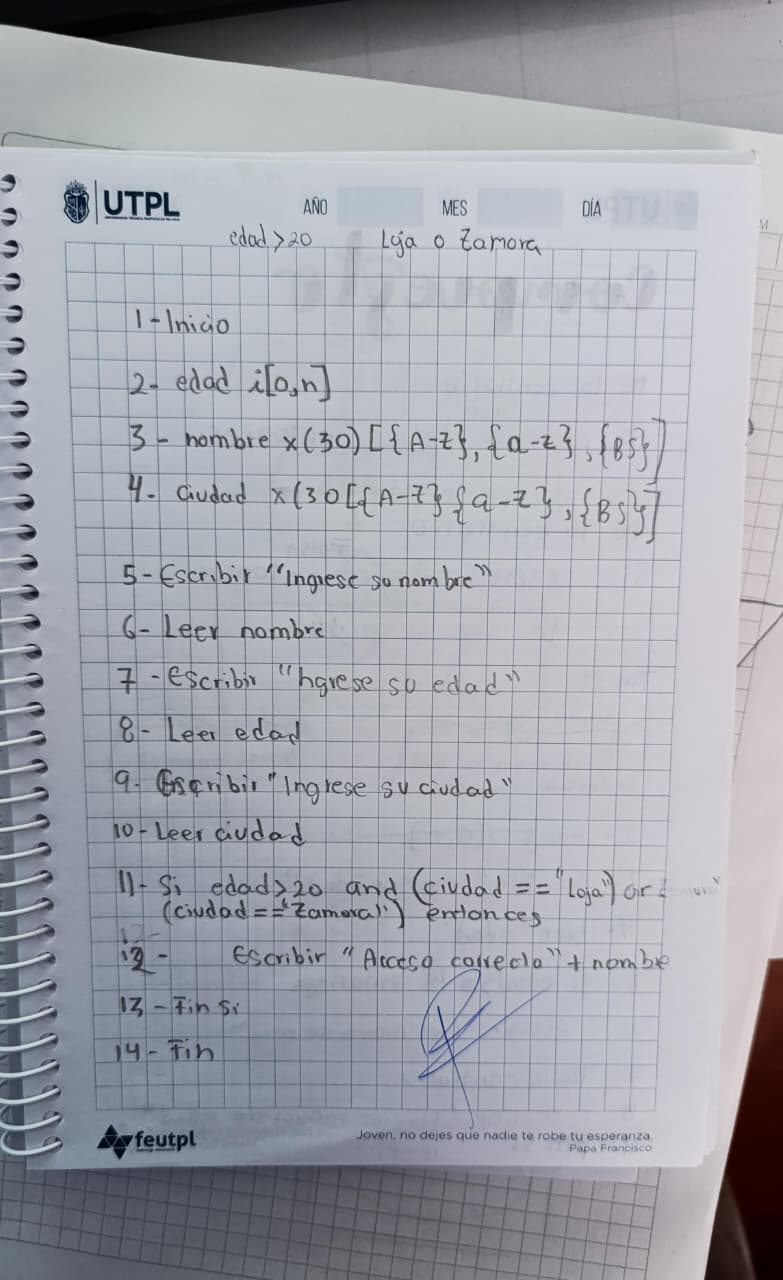 UTPL
AÑO MES DÍA
edad > 20 Loja o Zamora
1- Inicio
2- edad i[0,n]
3- nombre x(30) [{A-Z}, {a-z}, {BS}]
4. ciudad x(30[{A-Z} {a-z}, {BS}]
5- Escribir "Ingrese su nombre"
6- Leer nombre
7- Escribir "Ingrese su edad"
8- Leer edad
9. Escribir "Ingrese su ciudad"
10- Leer ciudad
11- Si edad > 20 and (ciudad == "Loja") or
(ciudad == "Zamora") entonces
12- Escribir "Acceso correcto" + nombre
13- Fin Si
14- Fin
feutpl
Joven, no dejes que nadie te robe tu esperanza.
Papa Francisco